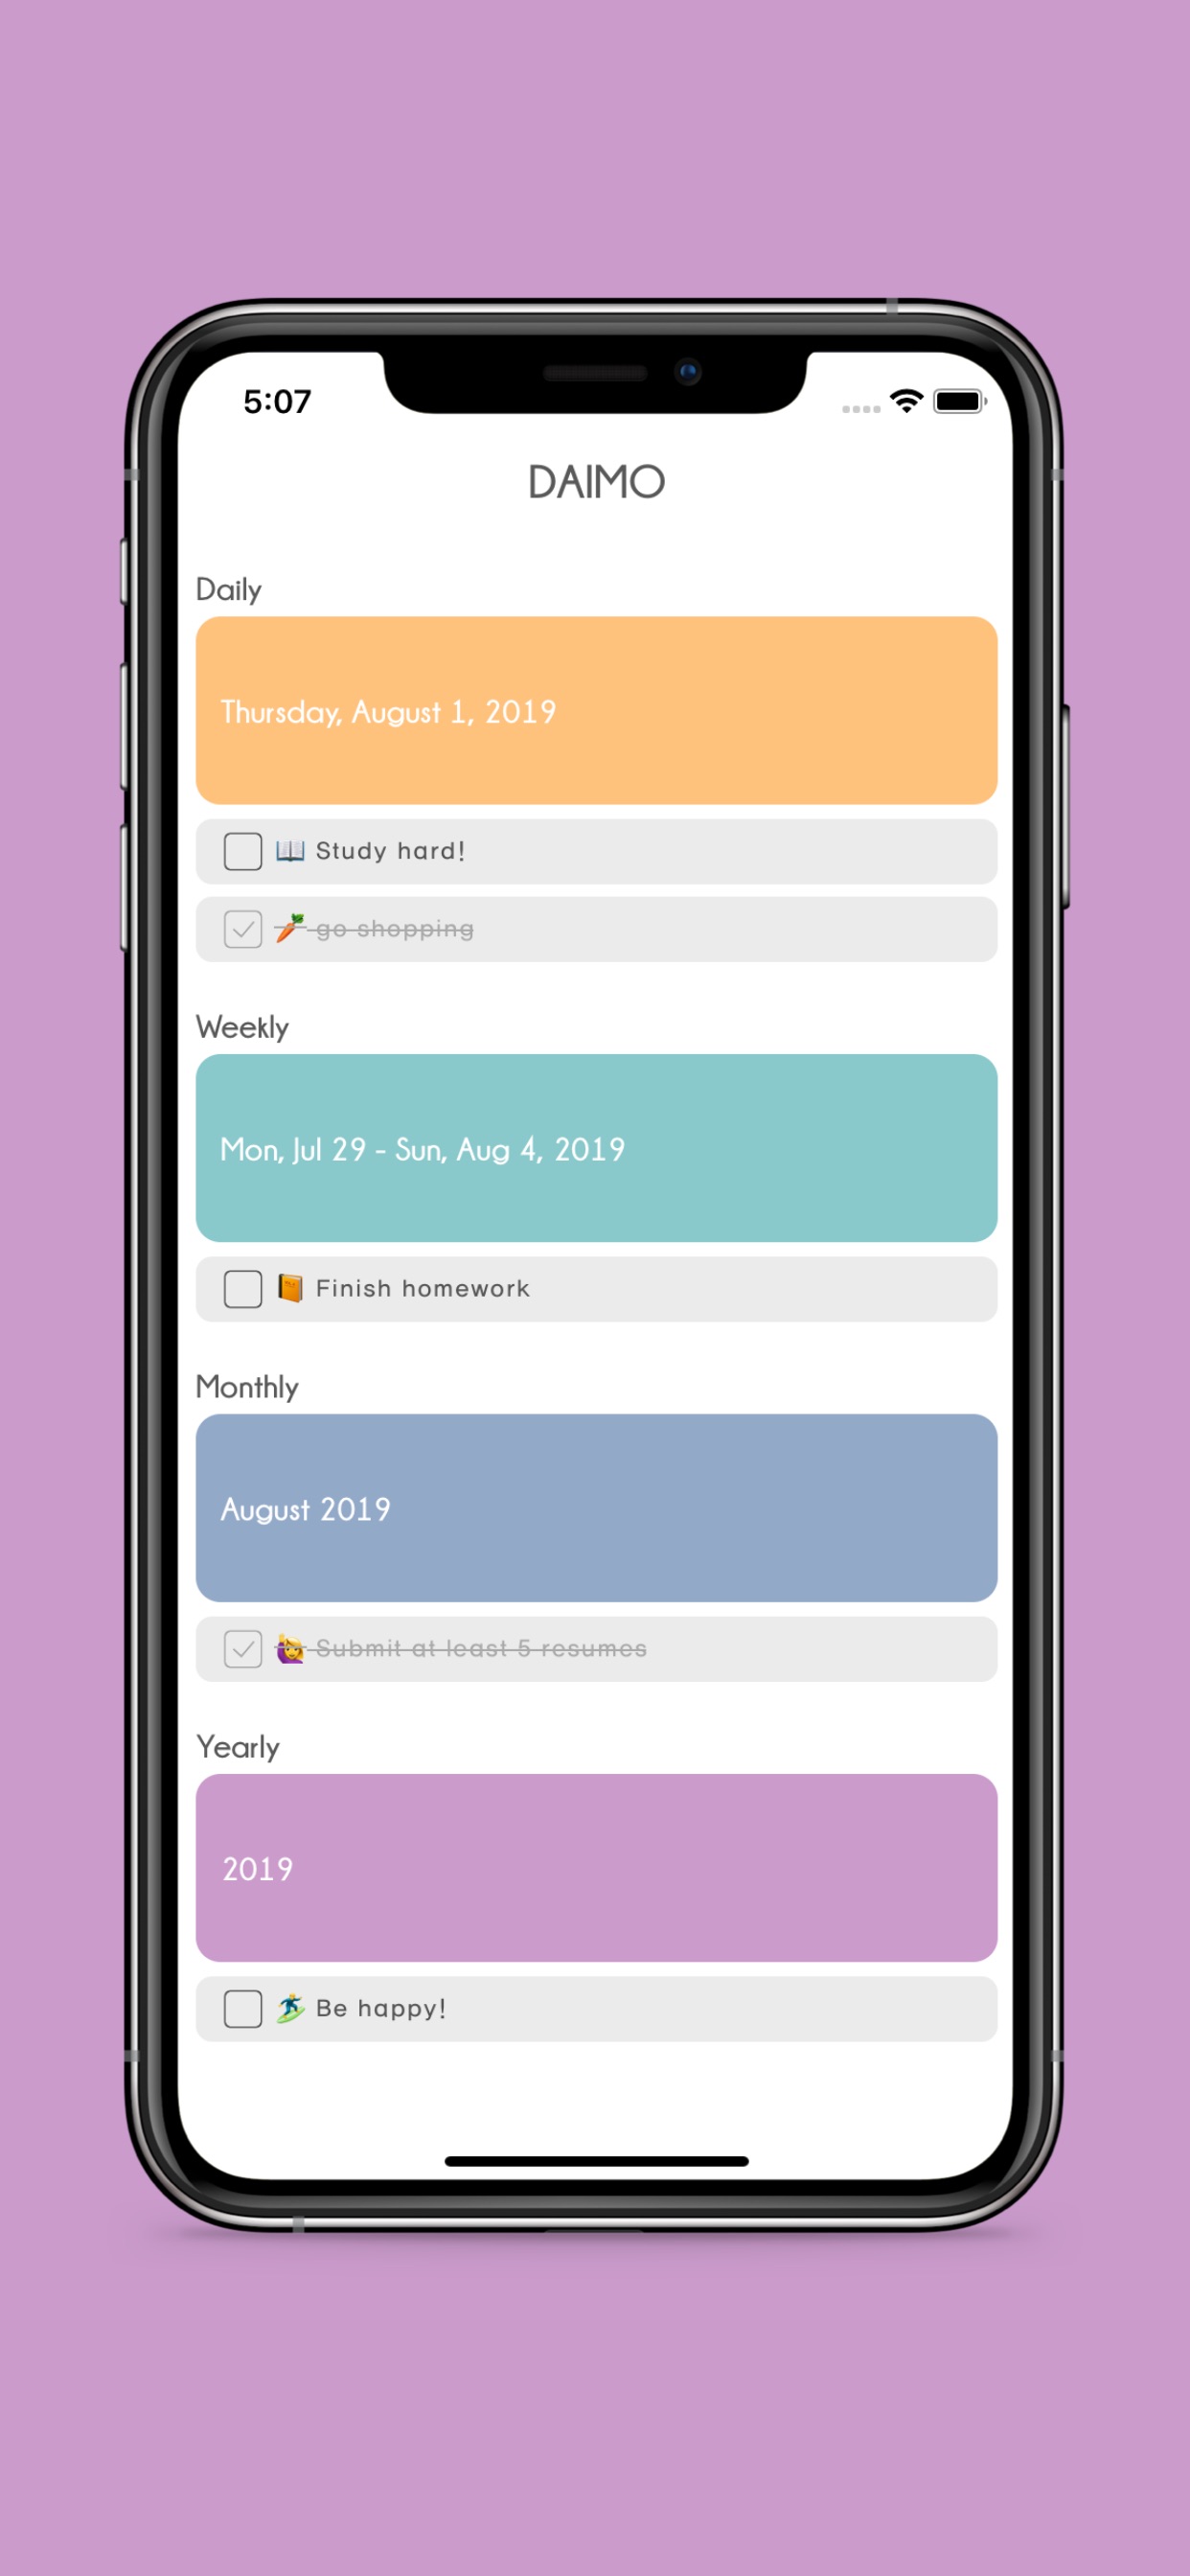 5:07
DAIMO
Daily
Thursday, August 1, 2019
📖 Study hard!
🥕 go shopping
Weekly
Mon, Jul 29 - Sun, Aug 4, 2019
📙 Finish homework
Monthly
August 2019
🙋 Submit at least 5 resumes
Yearly
2019
🏄 Be happy!